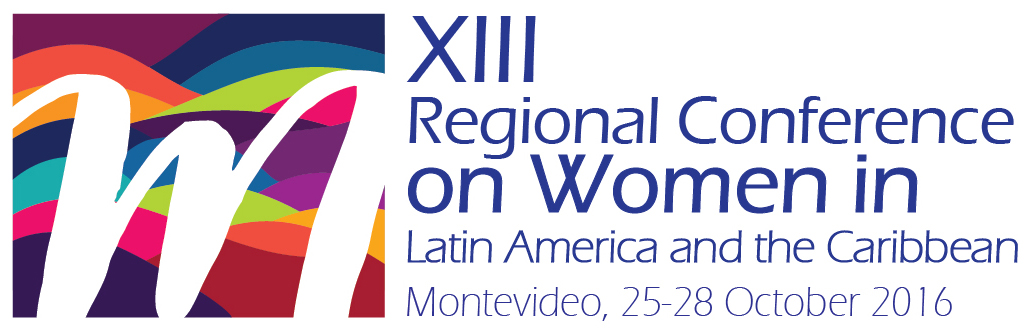 XIII
Regional Conference
on Women in
Latin America and the Caribbean
Montevideo, 25-28 October 2016